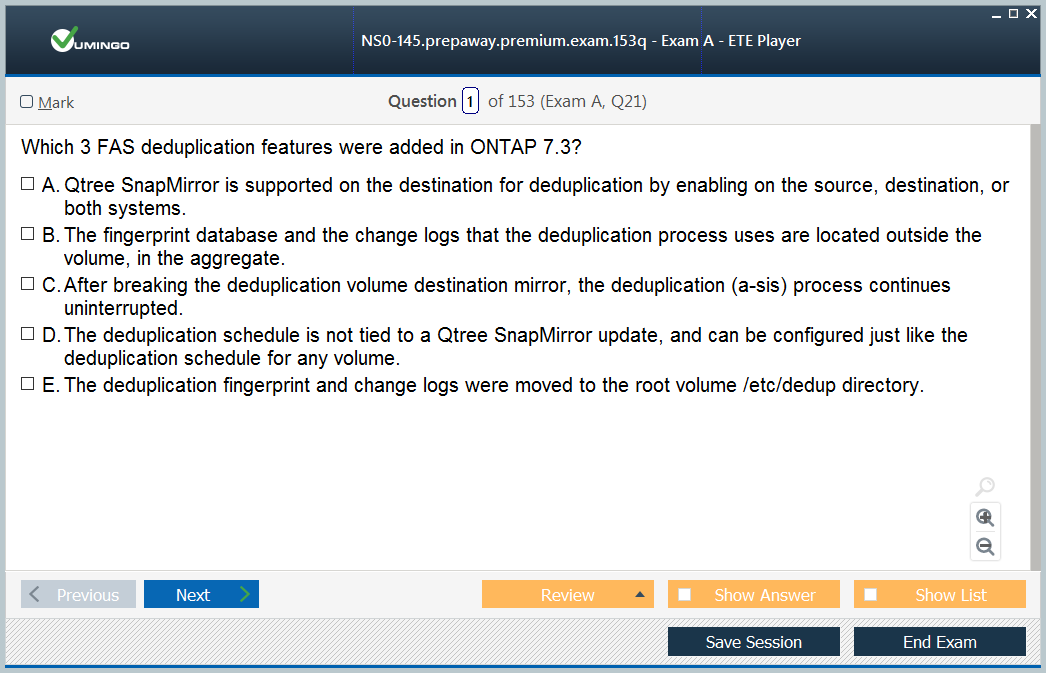 VUMINGO
NS0-145.prepaway.premium.exam.153q - Exam A - ETE Player
Mark
Question 1 of 153 (Exam A, Q21)
Which 3 FAS deduplication features were added in ONTAP 7.3?
A. Qtree SnapMirror is supported on the destination for deduplication by enabling on the source, destination, or
both systems.
B. The fingerprint database and the change logs that the deduplication process uses are located outside the
volume, in the aggregate.
C. After breaking the deduplication volume destination mirror, the deduplication (a-sis) process continues
uninterrupted.
D. The deduplication schedule is not tied to a Qtree SnapMirror update, and can be configured just like the
deduplication schedule for any volume.
E. The deduplication fingerprint and change logs were moved to the root volume /etc/dedup directory.
Previous Next Review Show Answer Show List
Save Session End Exam